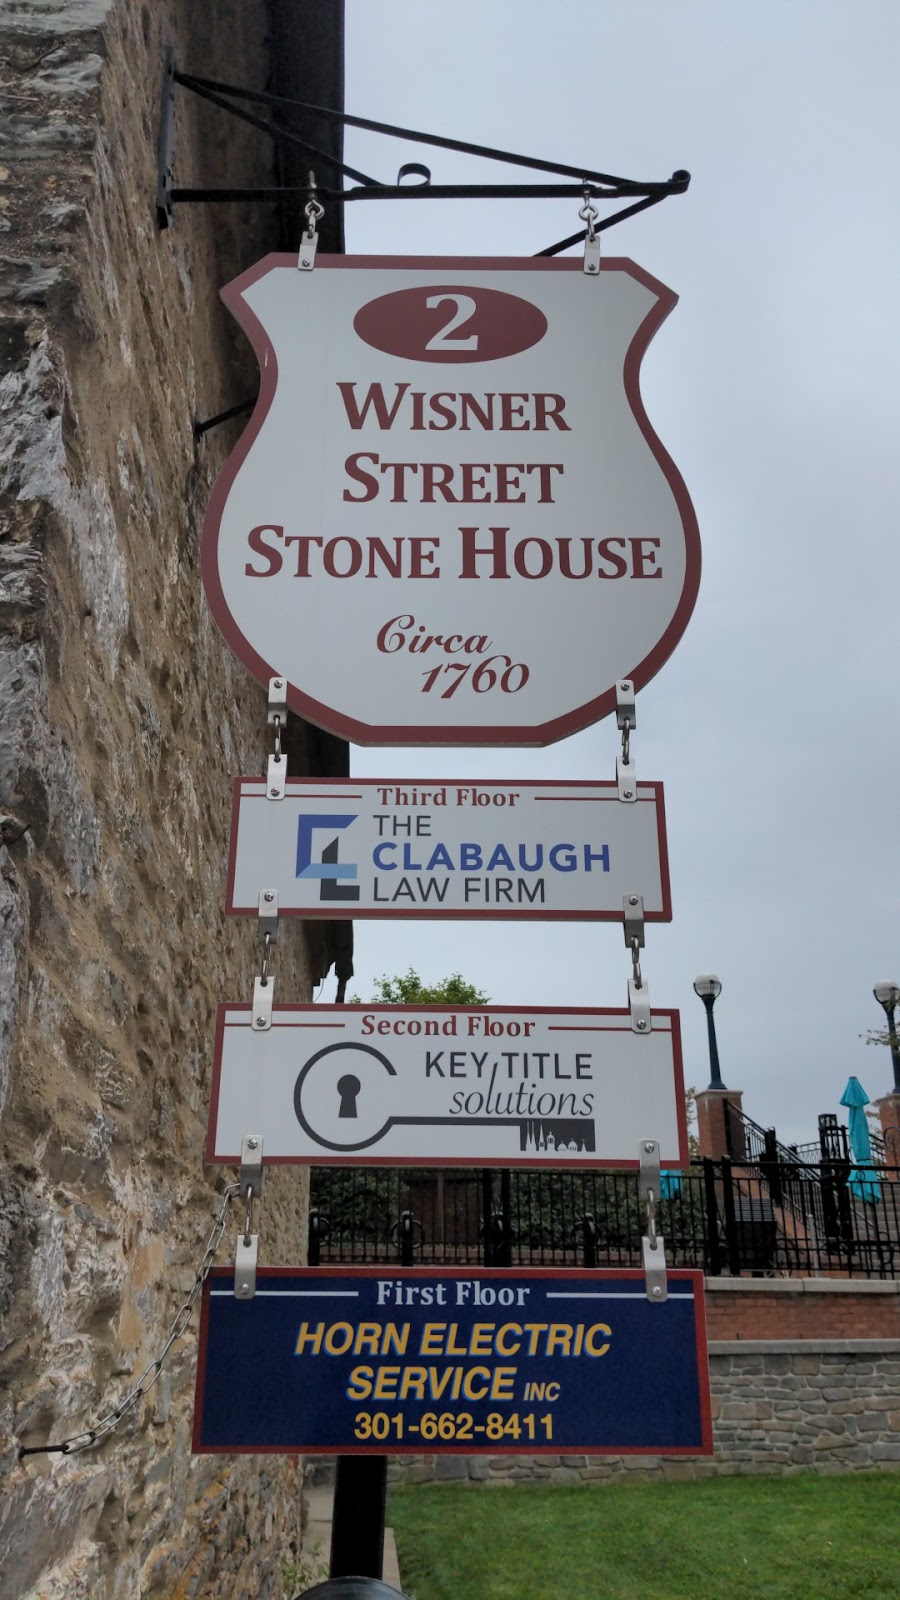 2
WISNER
STREET
STONE HOUSE
Circa
1760
Third Floor
THE
CLABAUGH
LAW FIRM
Second Floor
KEY TITLE
solutions
First Floor
HORN ELECTRIC
SERVICE INC
301-662-8411